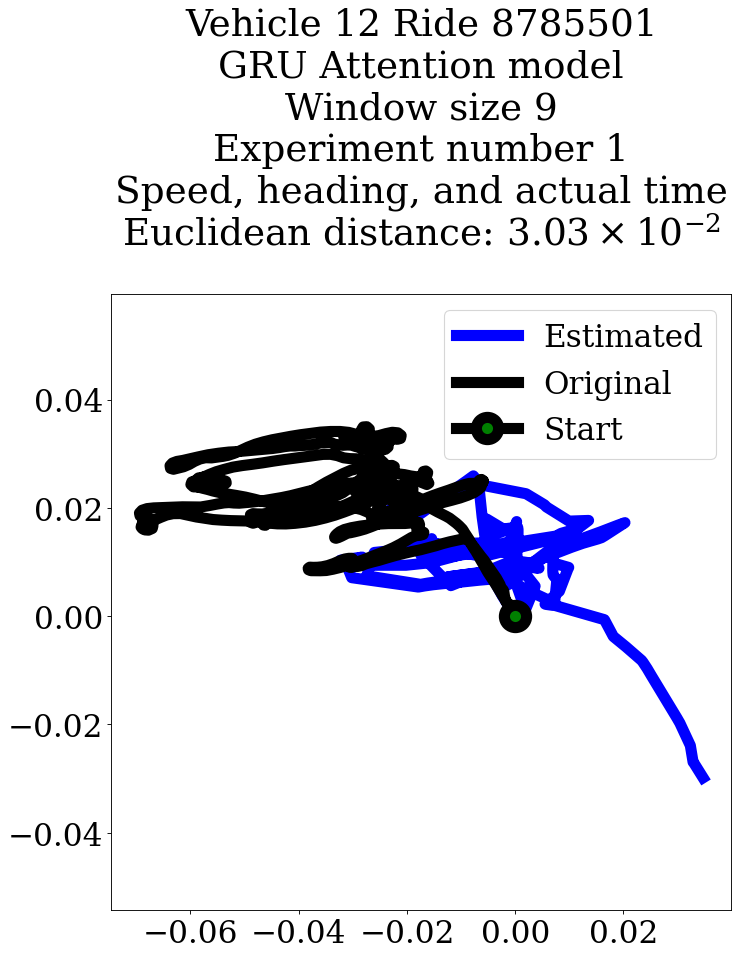 Vehicle 12 Ride 8785501
GRU Attention model
Window size 9
Experiment number 1
Speed, heading, and actual time
Euclidean distance: 3.03 × 10⁻²
Estimated
Original
Start
0.04
0.02
0.00
−0.02
−0.04
−0.06 −0.04 −0.02 0.00 0.02